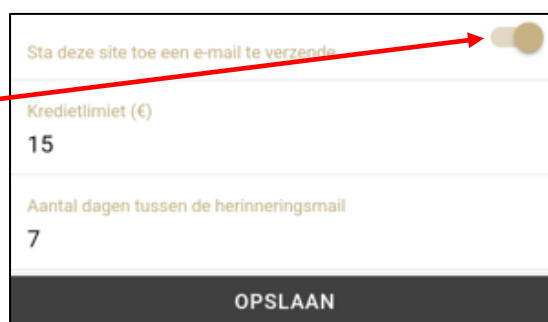 Sta deze site toe een e-mail te verzende
Kredietlimiet (€)
15
Aantal dagen tussen de herinneringsmail
7
OPSLAAN